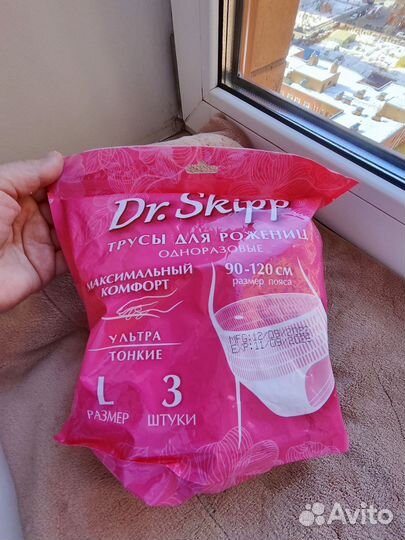 Dr. Skipp
ТРУСЫ ДЛЯ РОЖЕНИЦ
ОДНОРАЗОВЫЕ
МАКСИМАЛЬНЫЙ
КОМФОРТ
90-120 см
размер пояса
УЛЬТРА
ТОНКИЕ
L
РАЗМЕР
3
ШТУКИ
Avito